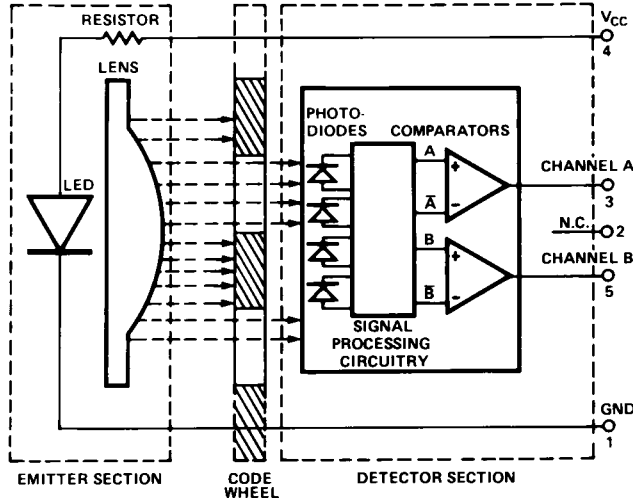 RESISTOR
VCC
4
LENS
PHOTO-
DIODES
COMPARATORS
LED
A
+
CHANNEL A
3
A̅
−
N.C.
2
B
+
CHANNEL B
5
B̅
−
SIGNAL
PROCESSING
CIRCUITRY
GND
1
EMITTER SECTION
CODE
WHEEL
DETECTOR SECTION